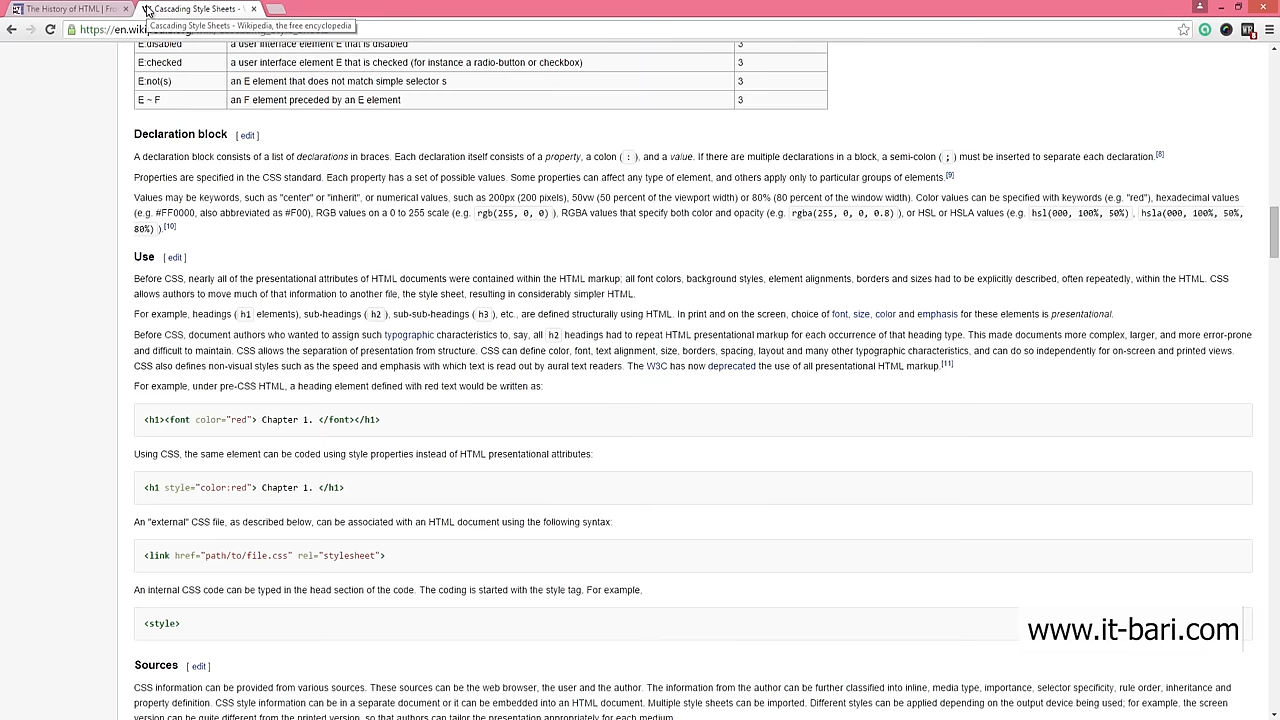 The History of HTML | Fro
Cascading Style Sheets -
Cascading Style Sheets - Wikipedia, the free encyclopedia
https://en.wiki
E:disabled a user interface element E that is disabled 3
E:checked a user interface element E that is checked (for instance a radio-button or checkbox) 3
E:not(s) an E element that does not match simple selector s 3
E ~ F an F element preceded by an E element 3
Declaration block [ edit ]
A declaration block consists of a list of declarations in braces. Each declaration itself consists of a property, a colon ( : ), and a value. If there are multiple declarations in a block, a semi-colon ( ; ) must be inserted to separate each declaration.[8]
Properties are specified in the CSS standard. Each property has a set of possible values. Some properties can affect any type of element, and others apply only to particular groups of elements.[9]
Values may be keywords, such as "center" or "inherit", or numerical values, such as 200px (200 pixels), 50vw (50 percent of the viewport width) or 80% (80 percent of the window width). Color values can be specified with keywords (e.g. "red"), hexadecimal values
(e.g. #FF0000, also abbreviated as #F00), RGB values on a 0 to 255 scale (e.g. rgb(255, 0, 0) ), RGBA values that specify both color and opacity (e.g. rgba(255, 0, 0, 0.8) ), or HSL or HSLA values (e.g. hsl(000, 100%, 50%) , hsla(000, 100%, 50%,
80%) ).[10]
Use [ edit ]
Before CSS, nearly all of the presentational attributes of HTML documents were contained within the HTML markup; all font colors, background styles, element alignments, borders and sizes had to be explicitly described, often repeatedly, within the HTML. CSS
allows authors to move much of that information to another file, the style sheet, resulting in considerably simpler HTML.
For example, headings ( h1 elements), sub-headings ( h2 ), sub-sub-headings ( h3 ), etc., are defined structurally using HTML. In print and on the screen, choice of font, size, color and emphasis for these elements is presentational.
Before CSS, document authors who wanted to assign such typographic characteristics to, say, all h2 headings had to repeat HTML presentational markup for each occurrence of that heading type. This made documents more complex, larger, and more error-prone
and difficult to maintain. CSS allows the separation of presentation from structure. CSS can define color, font, text alignment, size, borders, spacing, layout and many other typographic characteristics, and can do so independently for on-screen and printed views.
CSS also defines non-visual styles such as the speed and emphasis with which text is read out by aural text readers. The W3C has now deprecated the use of all presentational HTML markup.[11]
For example, under pre-CSS HTML, a heading element defined with red text would be written as:
<h1><font color="red"> Chapter 1. </font></h1>
Using CSS, the same element can be coded using style properties instead of HTML presentational attributes:
<h1 style="color:red"> Chapter 1. </h1>
An "external" CSS file, as described below, can be associated with an HTML document using the following syntax:
<link href="path/to/file.css" rel="stylesheet">
An internal CSS code can be typed in the head section of the code. The coding is started with the style tag. For example,
<style>
www.it-bari.com
Sources [ edit ]
CSS information can be provided from various sources. These sources can be the web browser, the user and the author. The information from the author can be further classified into inline, media type, importance, selector specificity, rule order, inheritance and
property definition. CSS style information can be in a separate document or it can be embedded into an HTML document. Multiple style sheets can be imported. Different styles can be applied depending on the output device being used; for example, the screen
version can be quite different from the printed version, so that authors can tailor the presentation appropriately for each medium.